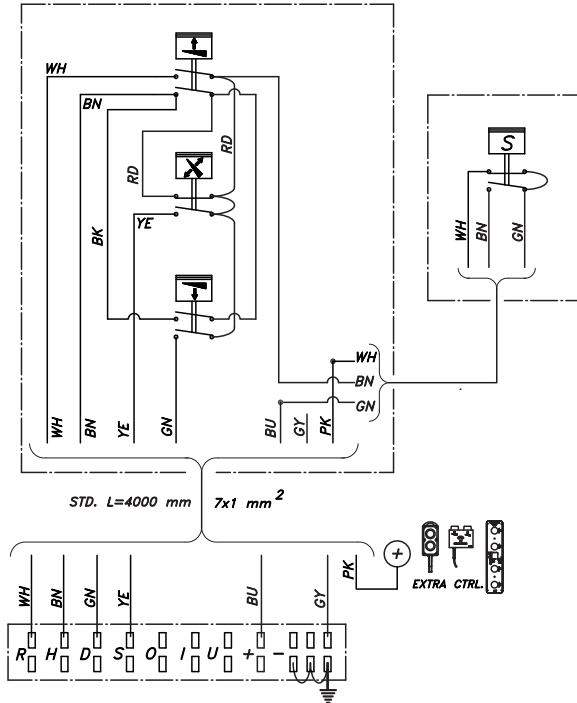 WH
BN
RD
RD
BK
YE
S
WH
BN
GN
WH
BN
GN
WH
BN
YE
GN
BU
GY
PK
STD. L=4000 mm 7x1 mm²
+
EXTRA CTRL.
WH
BN
GN
YE
BU
GY
PK
R H D S O I U + −